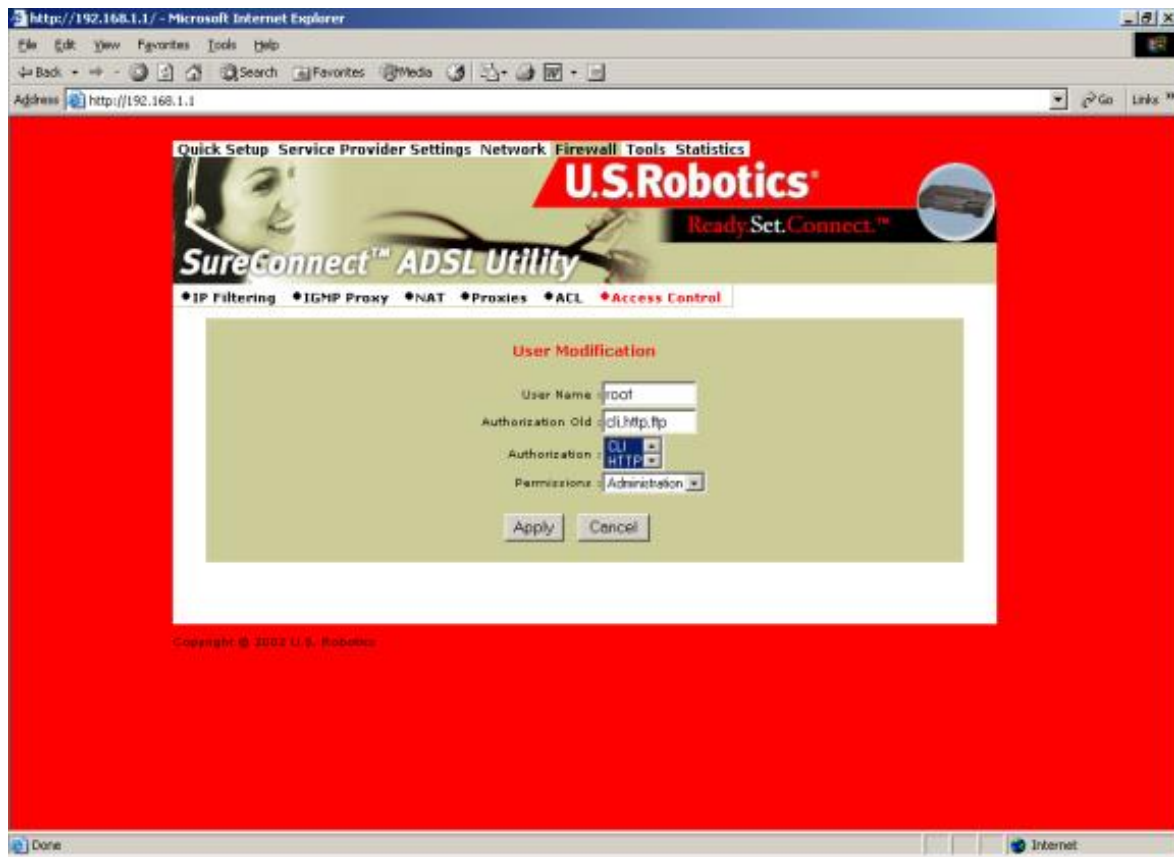 http://192.168.1.1/ - Microsoft Internet Explorer
File Edit View Favorites Tools Help
Back Search Favorites Media
Address http://192.168.1.1 Go Links »
Quick Setup Service Provider Settings Network Firewall Tools Statistics
U.S.Robotics®
Ready.Set.Connect.™
SureConnect™ ADSL Utility
IP Filtering IGMP Proxy NAT Proxies ACL Access Control
User Modification
User Name : root
Authorization Old : cli,http,ftp
Authorization : CLI
HTTP
Permissions : Administration
Apply Cancel
Copyright © 2002 U.S. Robotics
Done Internet